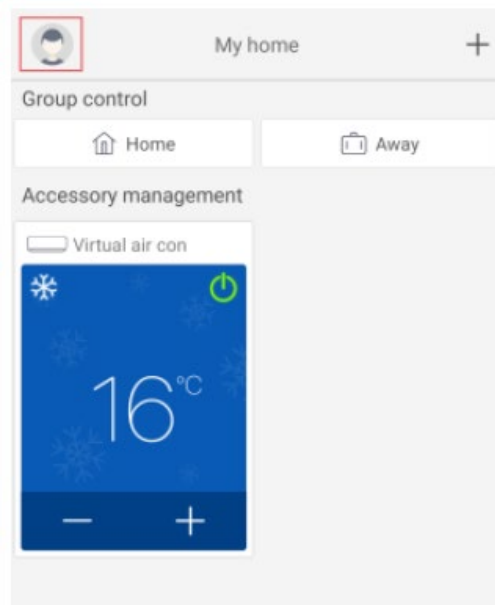 My home
Group control
Home
Away
Accessory management
Virtual air con
16°C